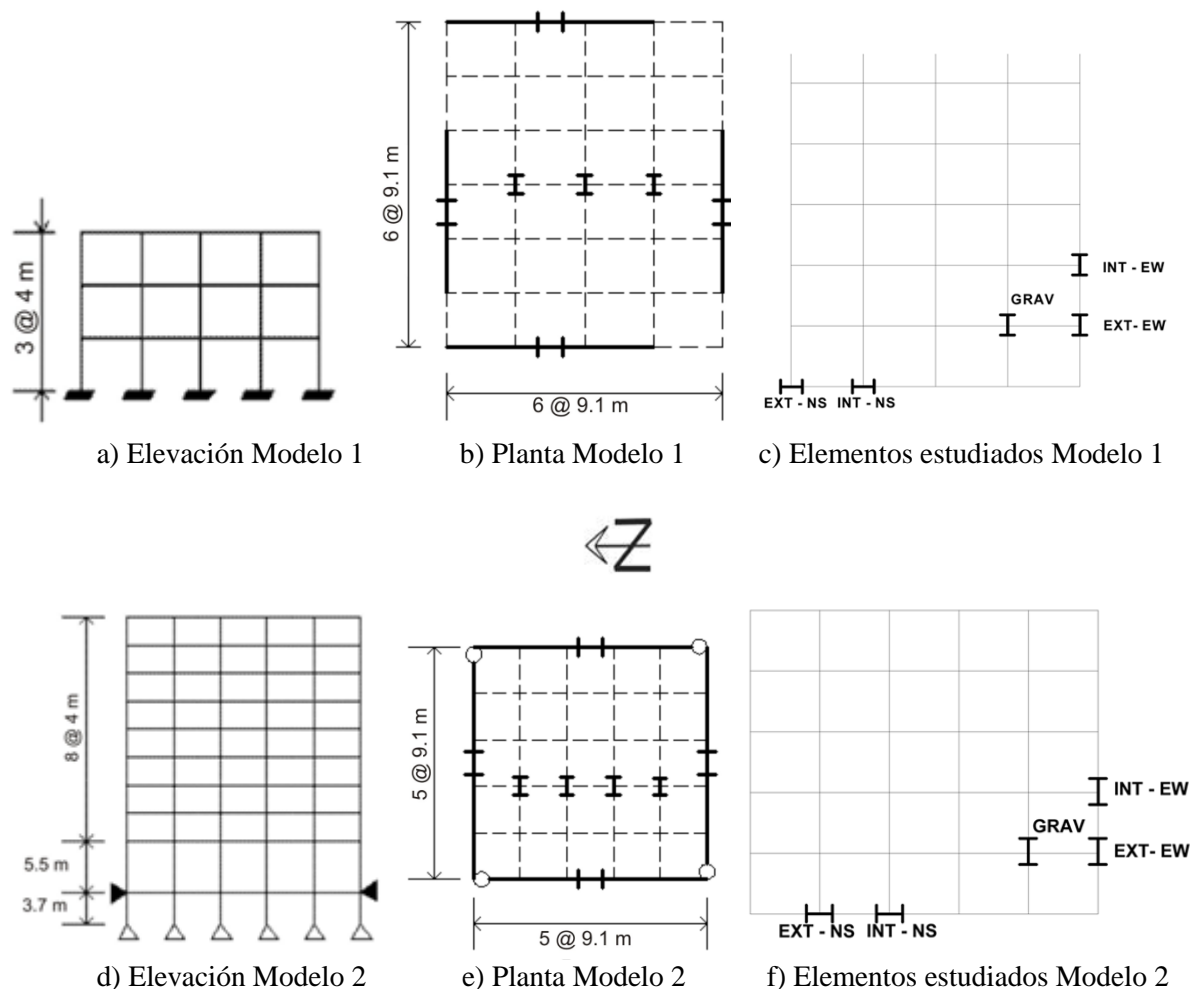 3 @ 4 m
6 @ 9.1 m
6 @ 9.1 m
INT - EW
GRAV
EXT- EW
EXT - NS INT - NS
a) Elevación Modelo 1
b) Planta Modelo 1
c) Elementos estudiados Modelo 1
N
8 @ 4 m
5.5 m
3.7 m
5 @ 9.1 m
5 @ 9.1 m
INT - EW
GRAV
EXT- EW
EXT - NS INT - NS
d) Elevación Modelo 2
e) Planta Modelo 2
f) Elementos estudiados Modelo 2